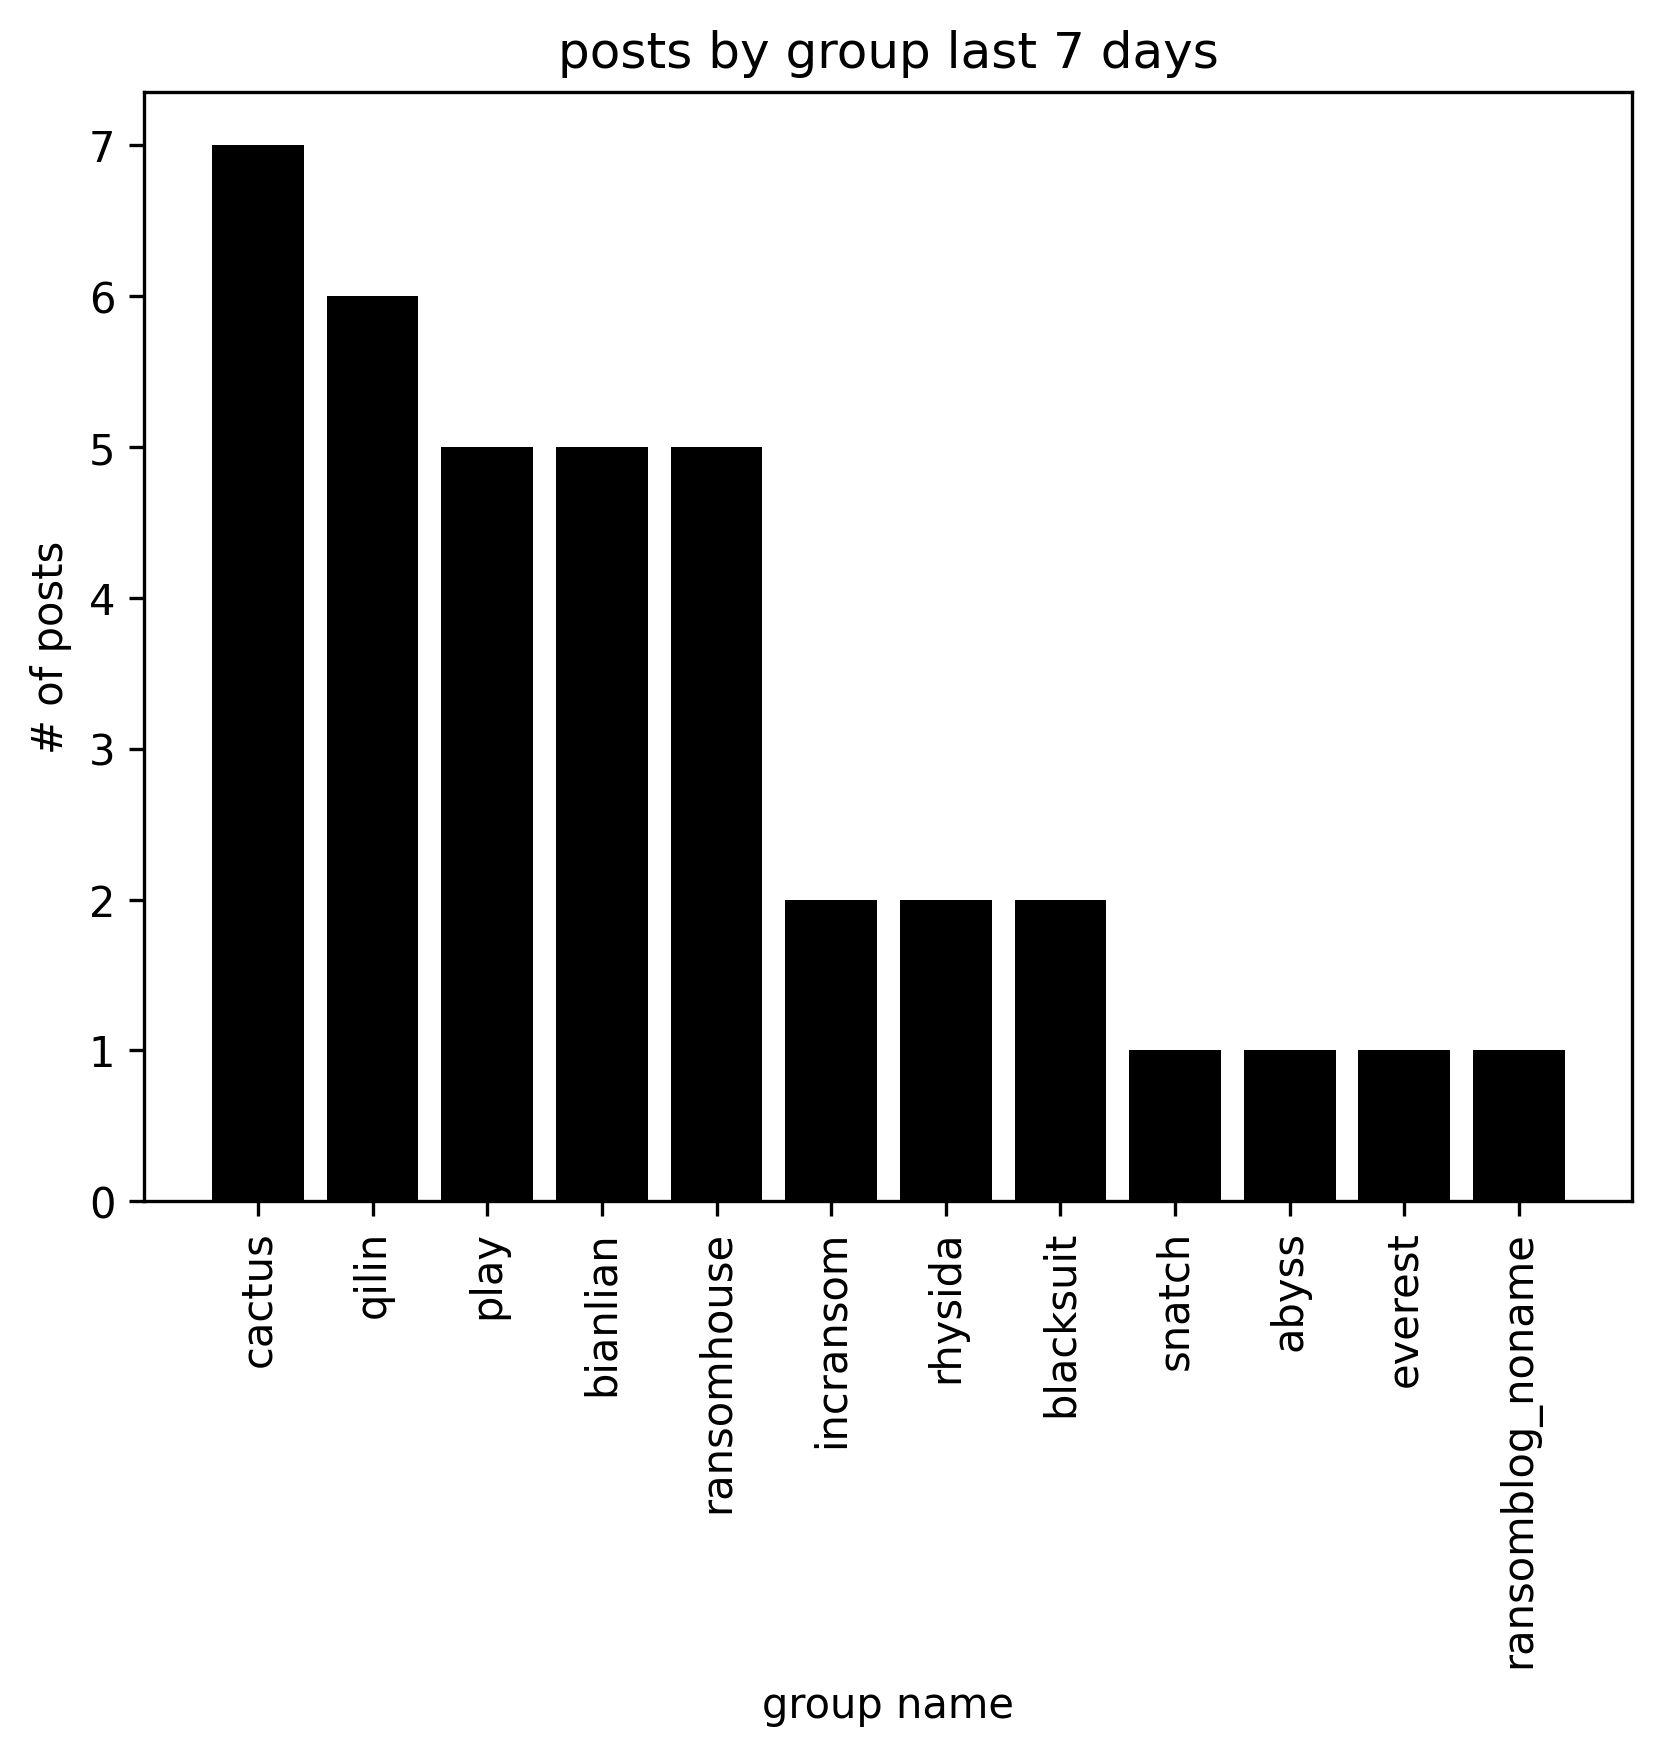 posts by group last 7 days
# of posts
7
6
5
4
3
2
1
0
cactus
qilin
play
bianlian
ransomhouse
incransom
rhysida
blacksuit
snatch
abyss
everest
ransomblog_noname
group name